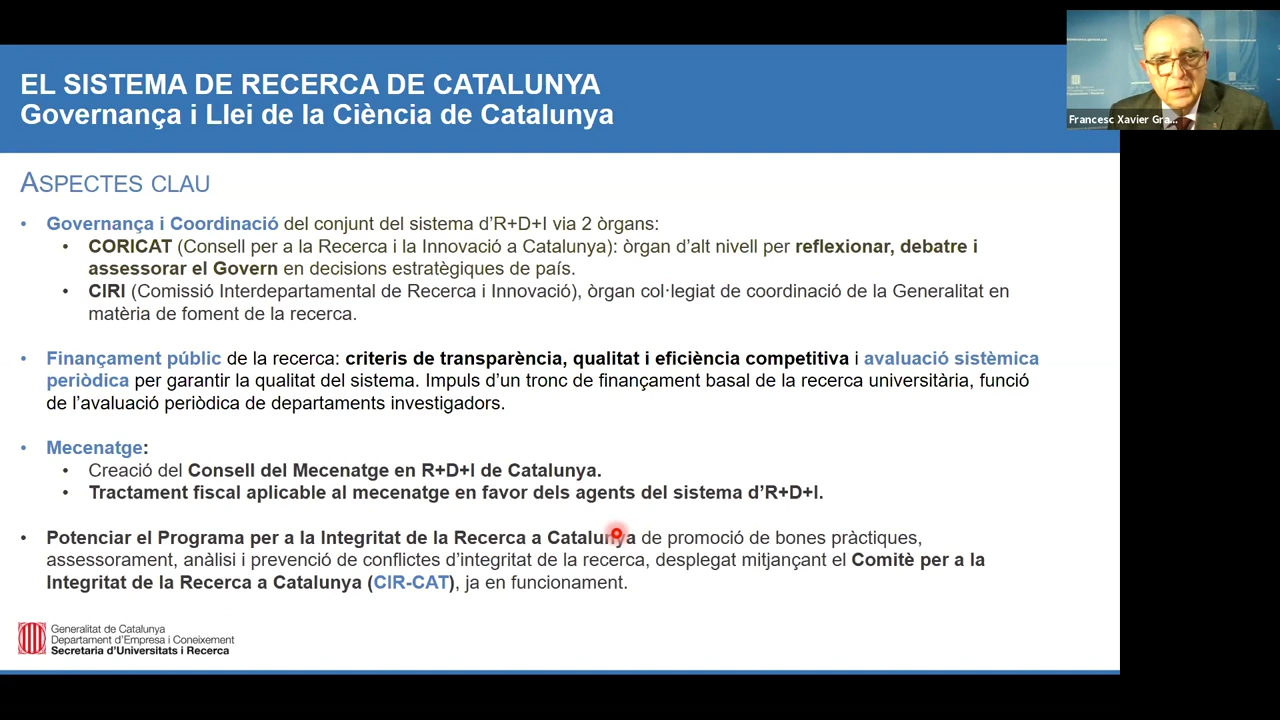 EL SISTEMA DE RECERCA DE CATALUNYA
Governança i Llei de la Ciència de Catalunya
Francesc Xavier Gra...
ASPECTES CLAU
• Governança i Coordinació del conjunt del sistema d'R+D+I via 2 òrgans:
• CORICAT (Consell per a la Recerca i la Innovació a Catalunya): òrgan d'alt nivell per reflexionar, debatre i
assessorar el Govern en decisions estratègiques de país.
• CIRI (Comissió Interdepartamental de Recerca i Innovació), òrgan col·legiat de coordinació de la Generalitat en
matèria de foment de la recerca.
• Finançament públic de la recerca: criteris de transparència, qualitat i eficiència competitiva i avaluació sistèmica
periòdica per garantir la qualitat del sistema. Impuls d'un tronc de finançament basal de la recerca universitària, funció
de l'avaluació periòdica de departaments investigadors.
• Mecenatge:
• Creació del Consell del Mecenatge en R+D+I de Catalunya.
• Tractament fiscal aplicable al mecenatge en favor dels agents del sistema d'R+D+I.
• Potenciar el Programa per a la Integritat de la Recerca a Catalunya de promoció de bones pràctiques,
assessorament, anàlisi i prevenció de conflictes d'integritat de la recerca, desplegat mitjançant el Comitè per a la
Integritat de la Recerca a Catalunya (CIR-CAT), ja en funcionament.
Generalitat de Catalunya
Departament d'Empresa i Coneixement
Secretaria d'Universitats i Recerca